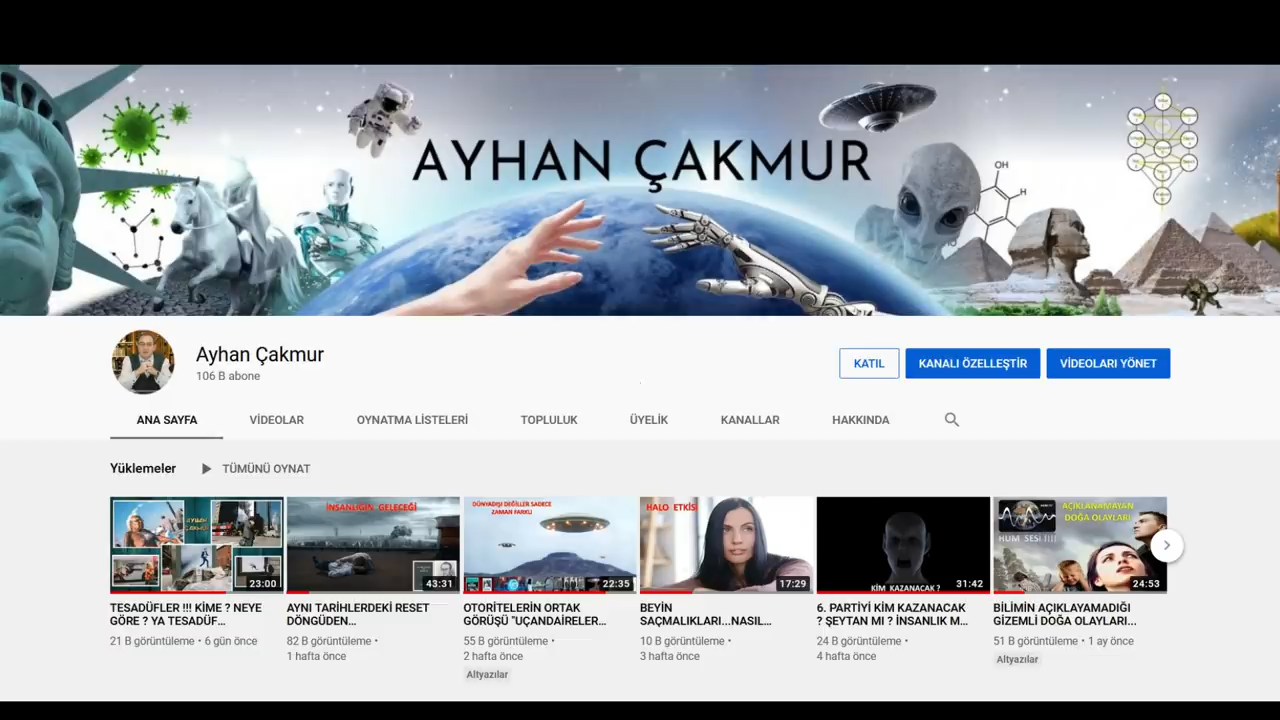 AYHAN ÇAKMUR
OH
H
Ayhan Çakmur
106 B abone
KATIL
KANALI ÖZELLEŞTİR
VİDEOLARI YÖNET
ANA SAYFA
VİDEOLAR
OYNATMA LİSTELERİ
TOPLULUK
ÜYELİK
KANALLAR
HAKKINDA
Yüklemeler
TÜMÜNÜ OYNAT
AYHAN
ÇAKMUR
23:00
TESADÜFLER !!! KİME ? NEYE
GÖRE ? YA TESADÜF...
21 B görüntüleme • 6 gün önce
İNSANLIĞIN GELECEĞİ
43:31
AYNI TARİHLERDEKİ RESET
DÖNGÜDEN...
82 B görüntüleme •
1 hafta önce
DÜNYADIŞI DEĞİLLER SADECE
ZAMAN FARKLI
22:35
OTORİTELERİN ORTAK
GÖRÜŞÜ "UÇANDAİRELER...
55 B görüntüleme •
2 hafta önce
Altyazılar
HALO ETKİSİ
17:29
BEYİN
SAÇMALIKLARI...NASIL...
10 B görüntüleme •
3 hafta önce
KİM KAZANACAK ?
31:42
6. PARTİYİ KİM KAZANACAK
? ŞEYTAN MI ? İNSANLIK M...
24 B görüntüleme •
4 hafta önce
AÇIKLANAMAYAN
DOĞA OLAYLARI
HUM SESİ !!!!
24:53
BİLİMİN AÇIKLAYAMADIĞI
GİZEMLİ DOĞA OLAYLARI...
51 B görüntüleme • 1 ay önce
Altyazılar